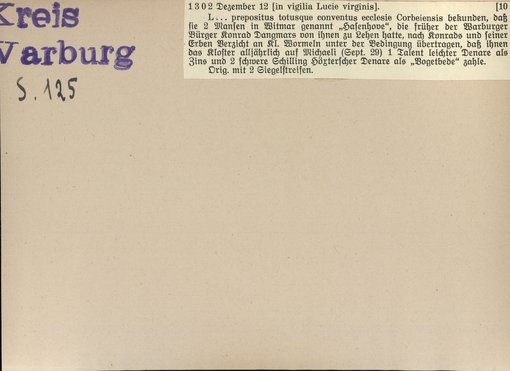 Kreis
Warburg
S. 125
1302 Dezember 12 [in vigilia Lucie virginis]. [10
L... prepositus totusque conventus ecclesie Corbeiensis bekunden, daß
sie 2 Mansen in Witmar genannt „Hasenhove“, die früher der Warburger
Bürger Konrad Dangmars von ihnen zu Lehen hatte, nach Konrads und seiner
Erben Verzicht an Kl. Wormeln unter der Bedingung übertragen, daß ihnen
das Kloster alljährlich auf Michaeli (Sept. 29) 1 Talent leichter Denare als
Zins und 2 schwere Schilling Höxterscher Denare als „Vogetbede“ zahle.
Orig. mit 2 Siegelstreifen.